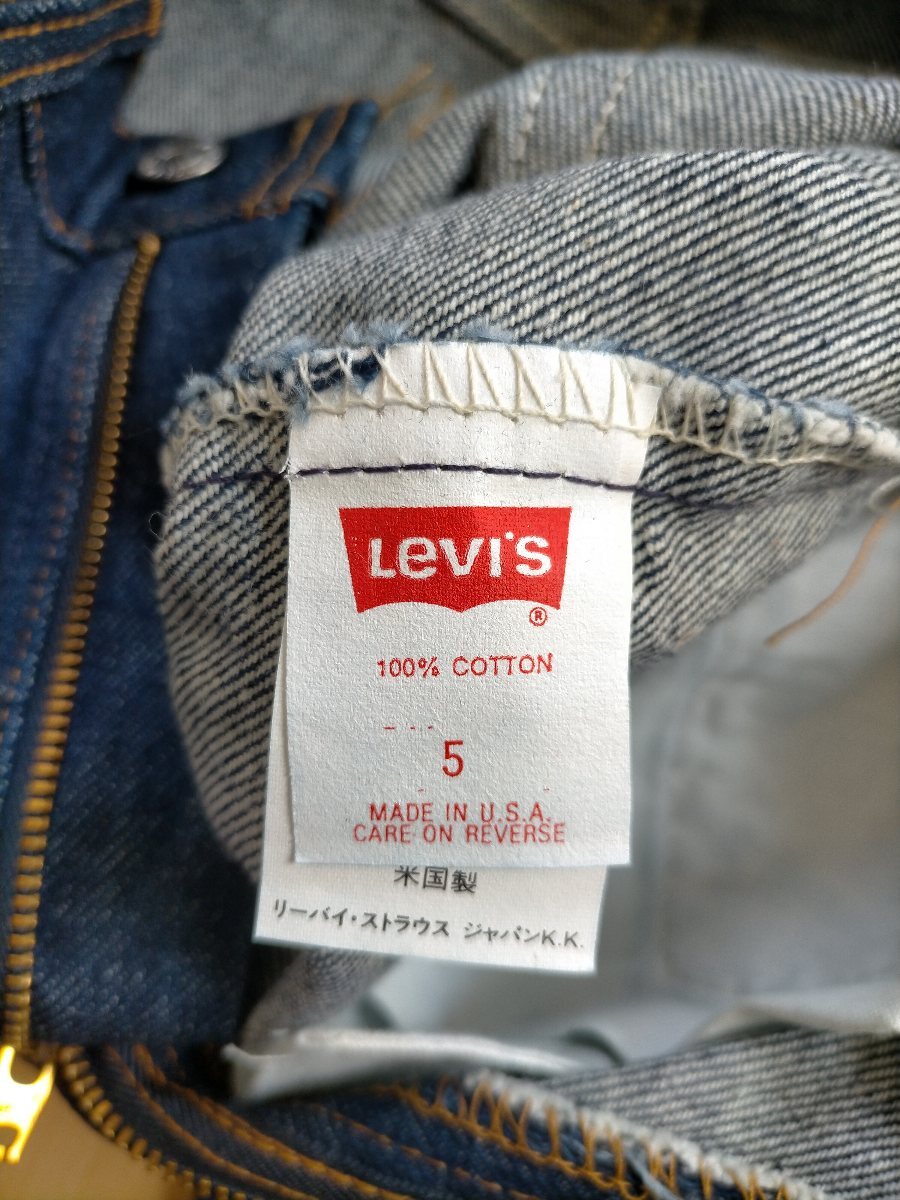 Levi's
®
100% COTTON
5
MADE IN U.S.A.
CARE ON REVERSE
米国製
リーバイ・ストラウス ジャパンK.K.